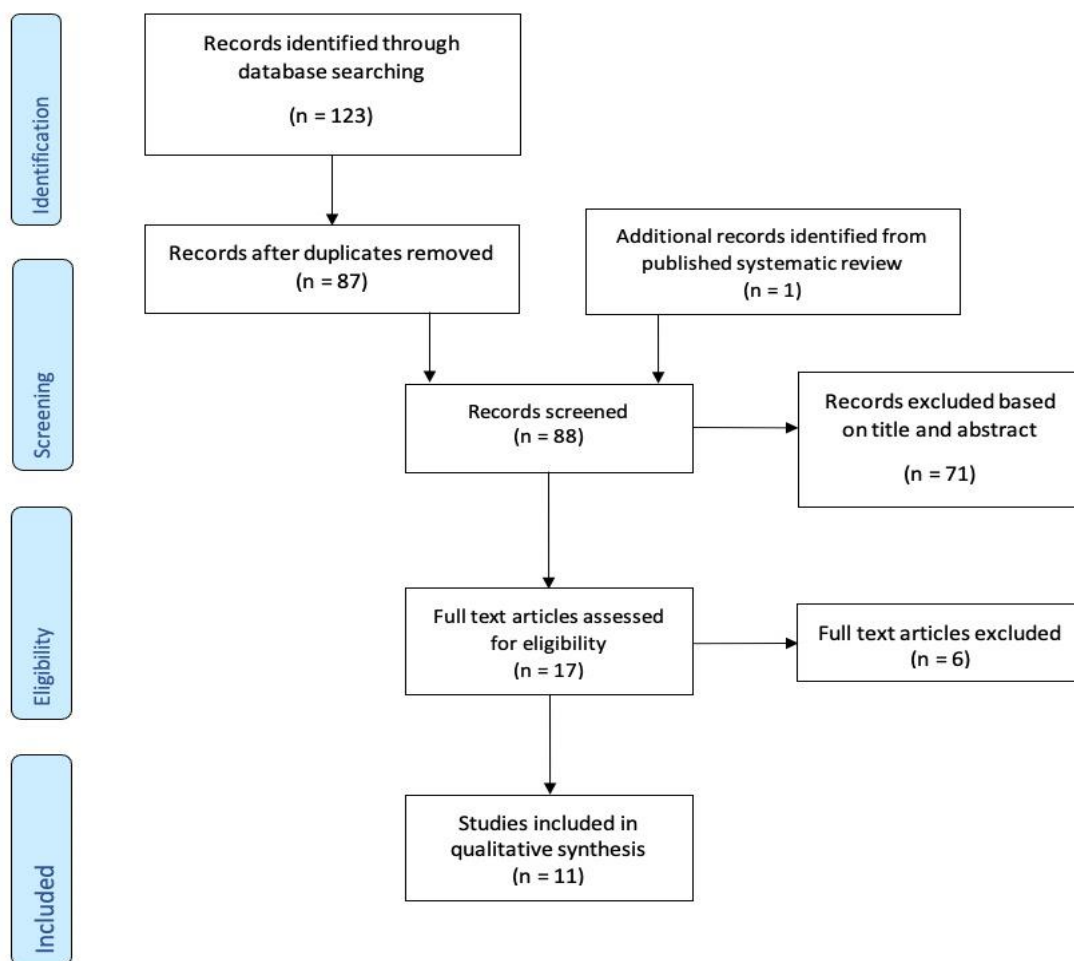 Identification
Records identified through
database searching
(n = 123)
Records after duplicates removed
(n = 87)
Additional records identified from
published systematic review
(n = 1)
Screening
Records screened
(n = 88)
Records excluded based
on title and abstract
(n = 71)
Eligibility
Full text articles assessed
for eligibility
(n = 17)
Full text articles excluded
(n = 6)
Included
Studies included in
qualitative synthesis
(n = 11)